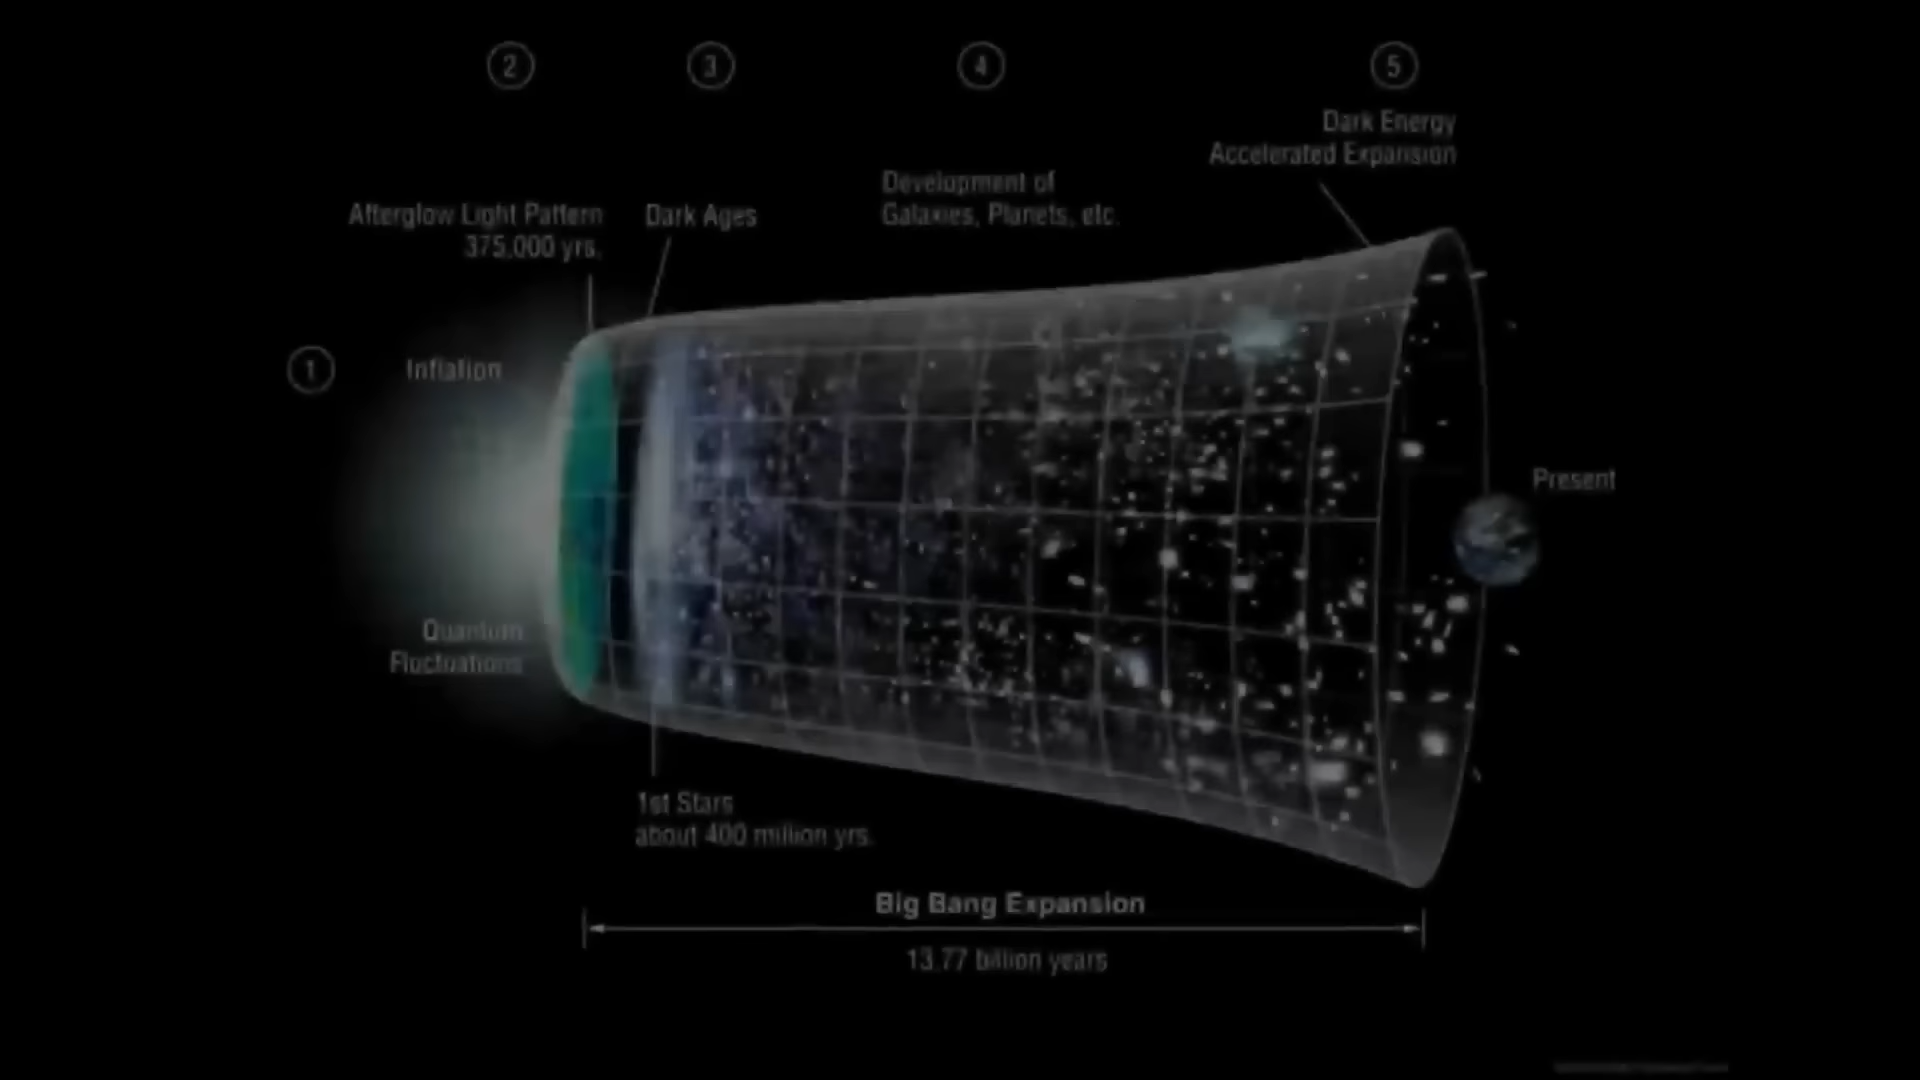 2
3
4
5
Dark Energy
Accelerated Expansion
Development of
Galaxies, Planets, etc.
Afterglow Light Pattern
375,000 yrs.
Dark Ages
1
Inflation
Present
Quantum
Fluctuations
1st Stars
about 400 million yrs.
Big Bang Expansion
13.77 billion years